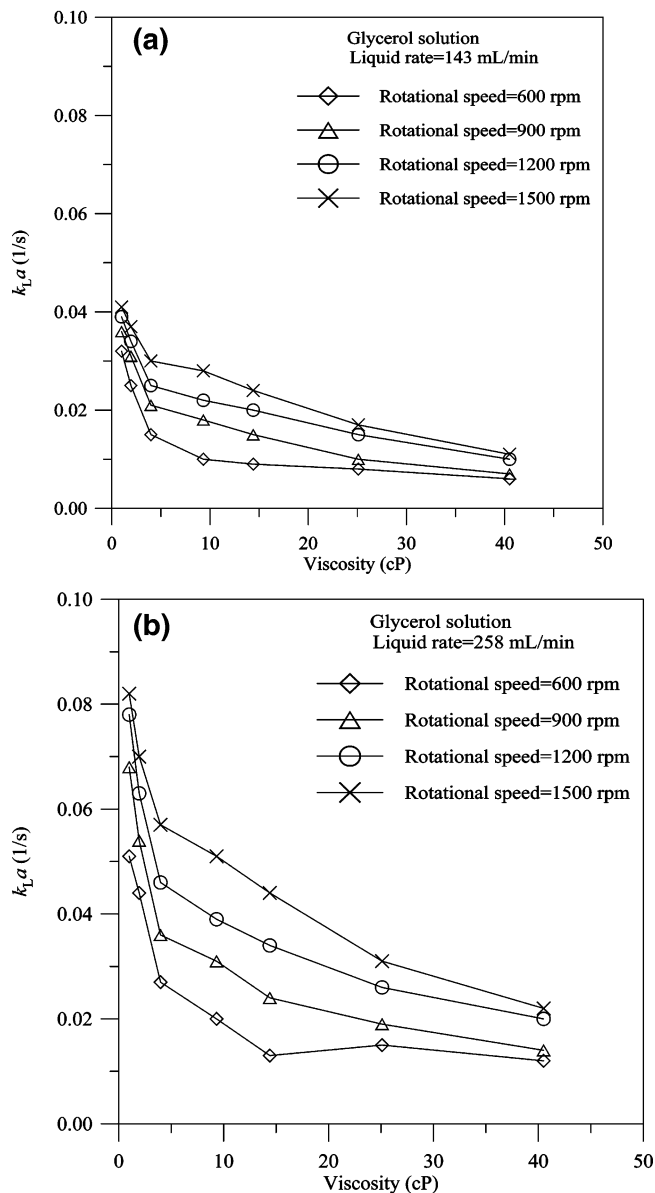 (a)
Glycerol solution
Liquid rate=143 mL/min
Rotational speed=600 rpm
Rotational speed=900 rpm
Rotational speed=1200 rpm
Rotational speed=1500 rpm
0.10
0.08
0.06
0.04
0.02
0.00
kLa (1/s)
0 10 20 30 40 50
Viscosity (cP)
(b)
Glycerol solution
Liquid rate=258 mL/min
Rotational speed=600 rpm
Rotational speed=900 rpm
Rotational speed=1200 rpm
Rotational speed=1500 rpm
0.10
0.08
0.06
0.04
0.02
0.00
kLa (1/s)
0 10 20 30 40 50
Viscosity (cP)